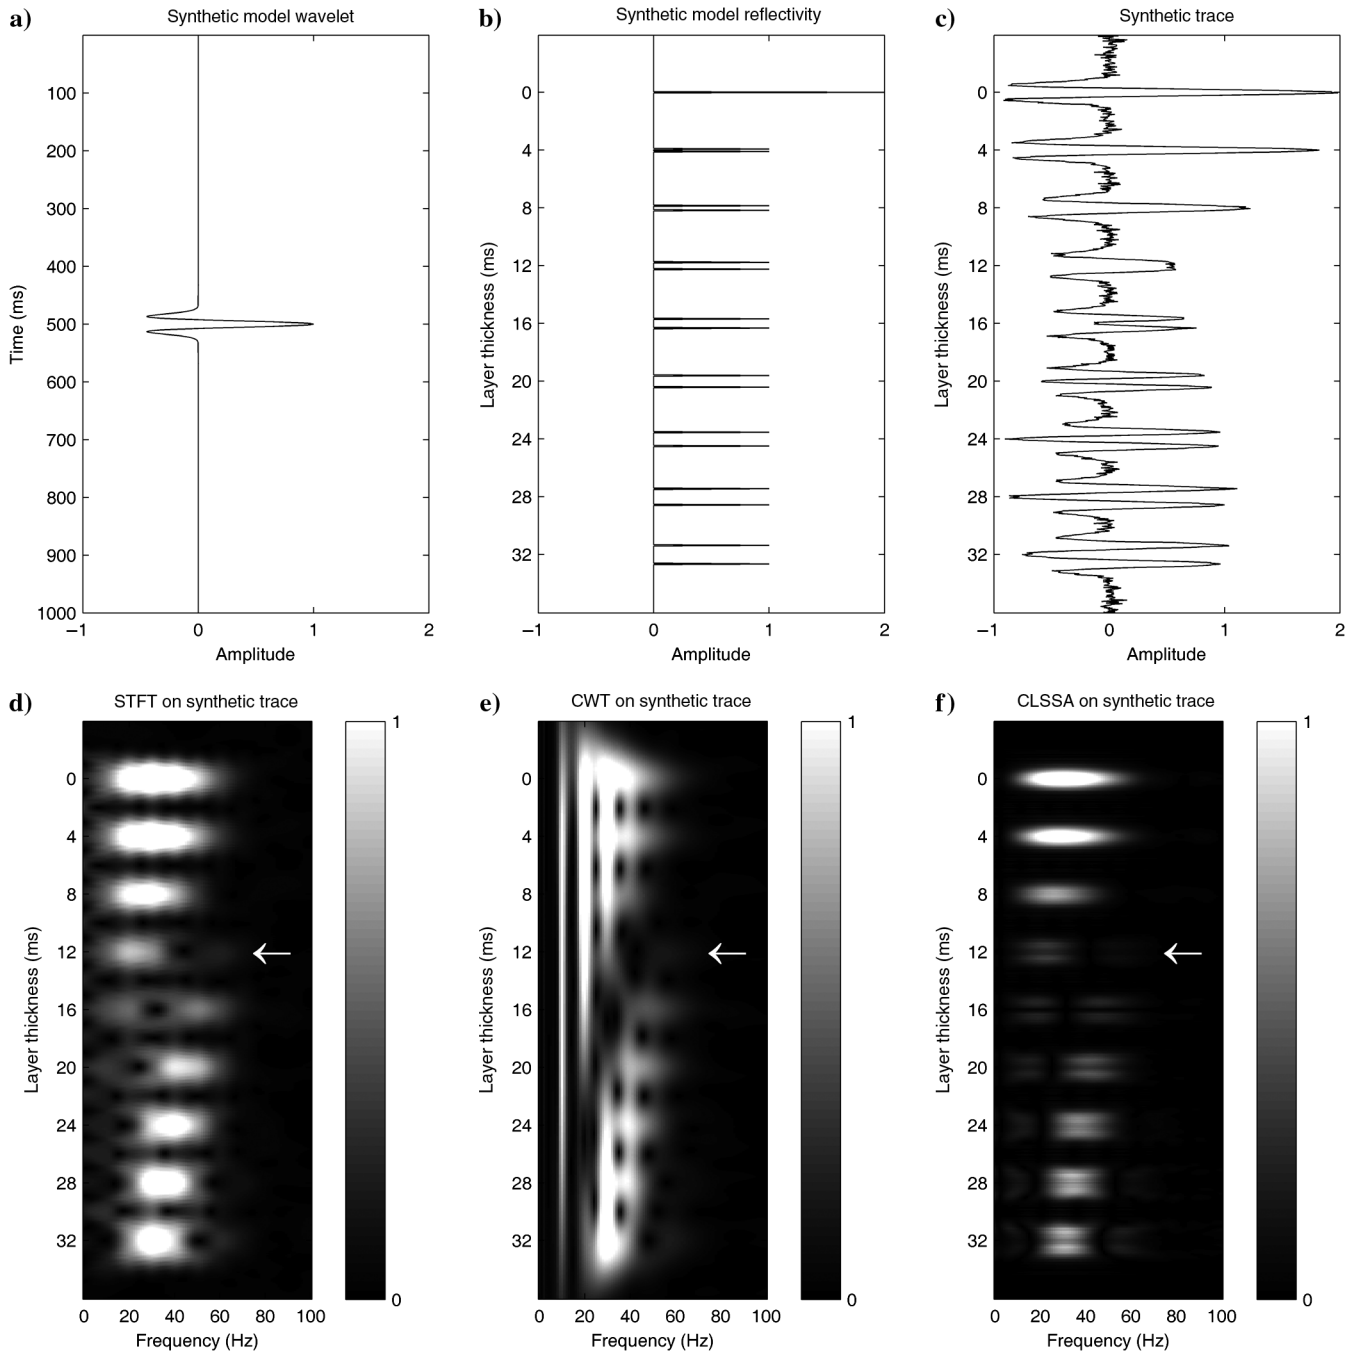 a) Synthetic model wavelet
100
200
300
400
500
600
700
800
900
1000
−1 0 1 2
Time (ms)
Amplitude
b) Synthetic model reflectivity
0
4
8
12
16
20
24
28
32
−1 0 1 2
Layer thickness (ms)
Amplitude
c) Synthetic trace
0
4
8
12
16
20
24
28
32
−1 0 1 2
Layer thickness (ms)
Amplitude
d) STFT on synthetic trace
0
4
8
12
16
20
24
28
32
0 20 40 60 80 100
Layer thickness (ms)
Frequency (Hz)
1
0
e) CWT on synthetic trace
0
4
8
12
16
20
24
28
32
0 20 40 60 80 100
Layer thickness (ms)
Frequency (Hz)
1
0
f) CLSSA on synthetic trace
0
4
8
12
16
20
24
28
32
0 20 40 60 80 100
Layer thickness (ms)
Frequency (Hz)
1
0